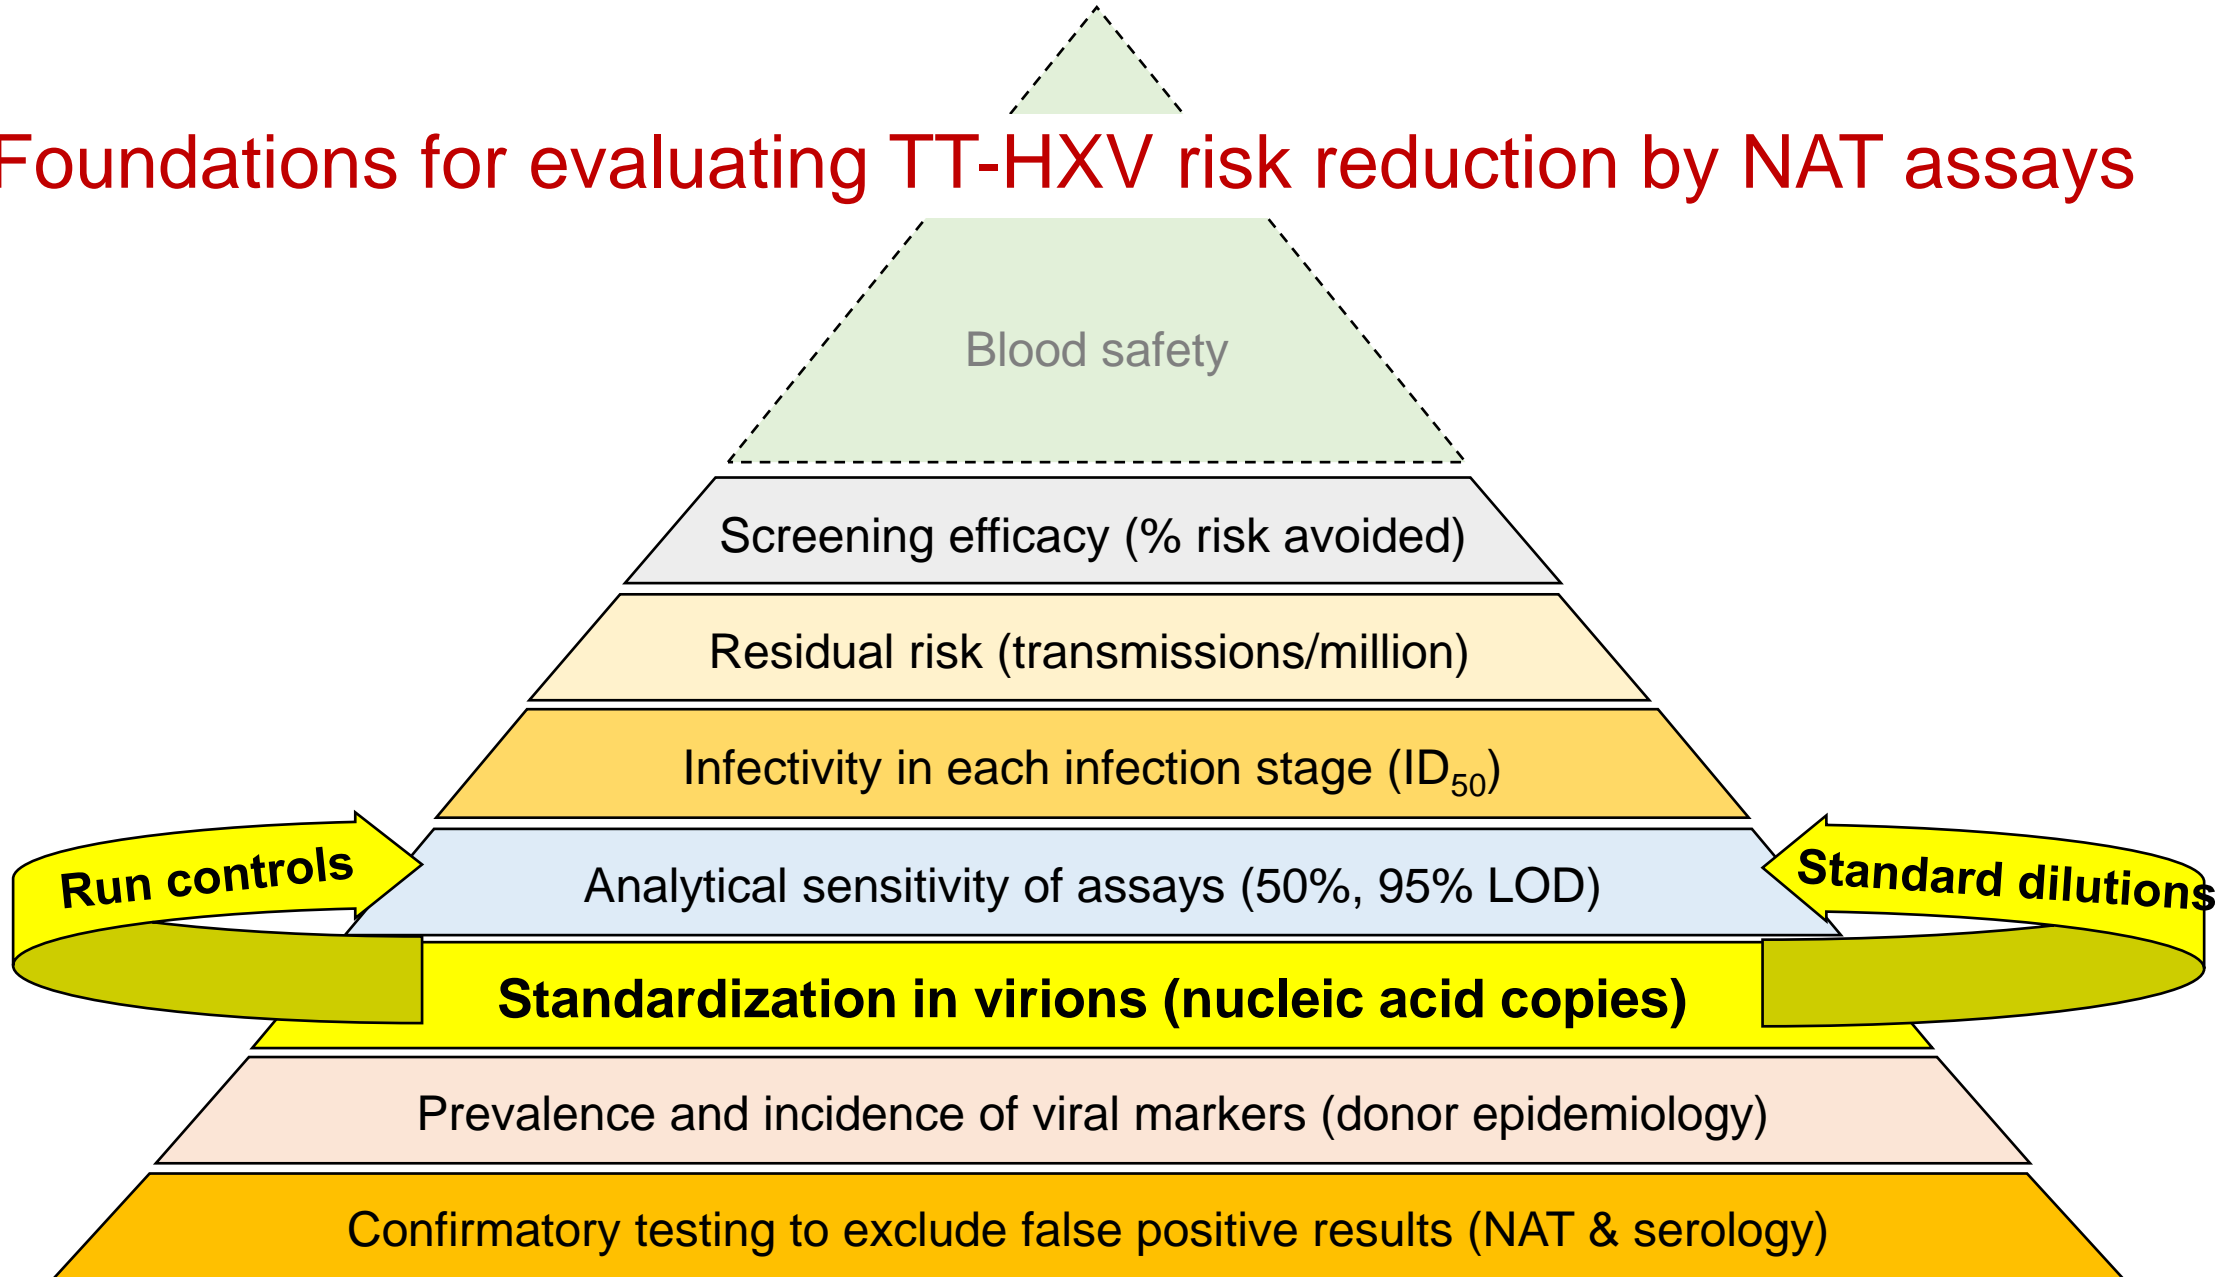 Foundations for evaluating TT-HXV risk reduction by NAT assays
Blood safety
Screening efficacy (% risk avoided)
Residual risk (transmissions/million)
Infectivity in each infection stage (ID50)
Run controls
Analytical sensitivity of assays (50%, 95% LOD)
Standard dilutions
Standardization in virions (nucleic acid copies)
Prevalence and incidence of viral markers (donor epidemiology)
Confirmatory testing to exclude false positive results (NAT & serology)